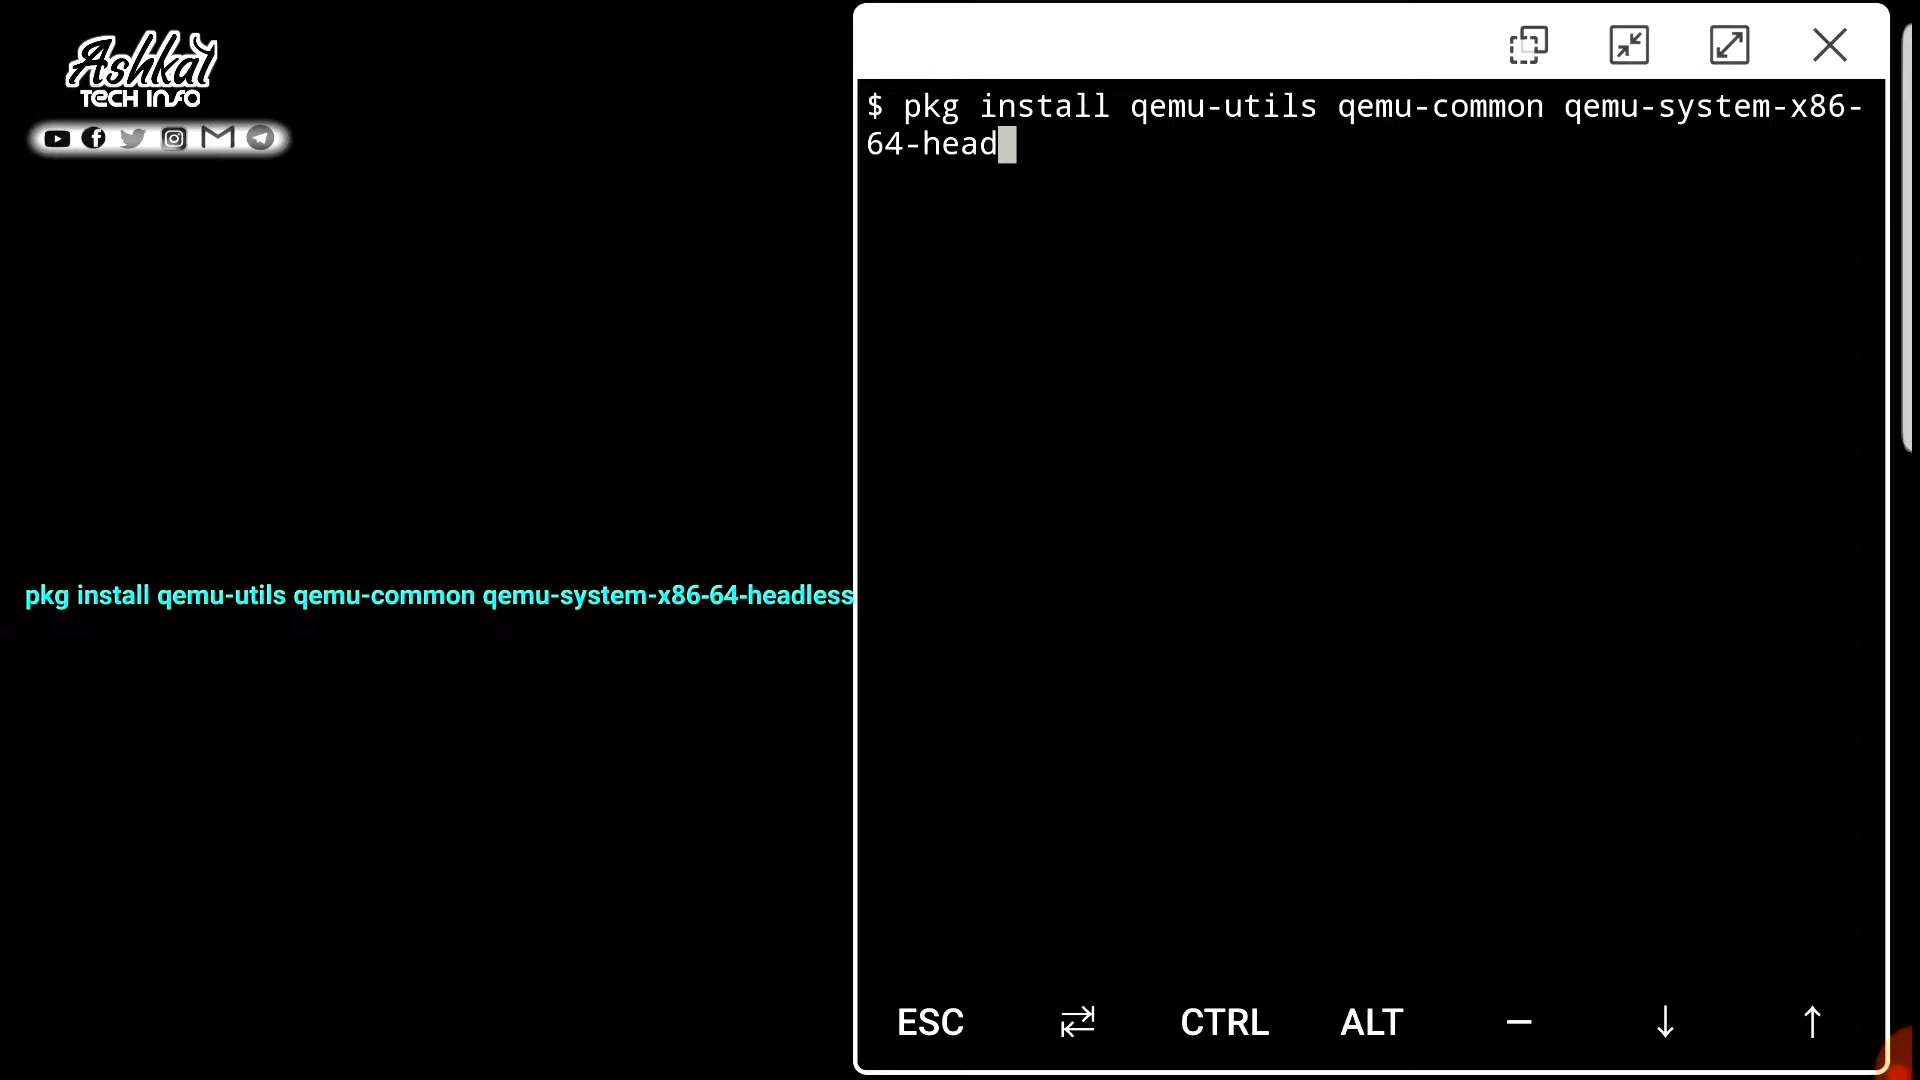 Ashkal
TECH INFO
$ pkg install qemu-utils qemu-common qemu-system-x86-
64-head
pkg install qemu-utils qemu-common qemu-system-x86-64-headless
ESC ⇄ CTRL ALT — ↓ ↑